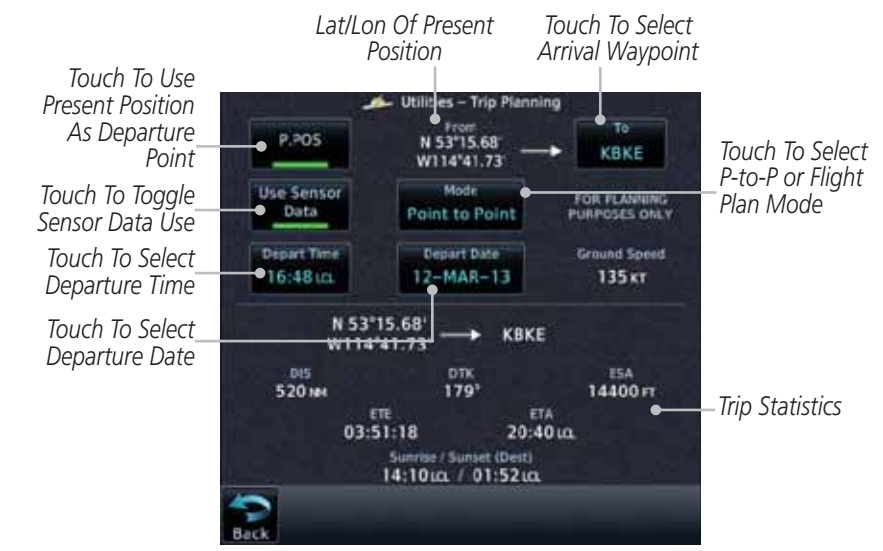 Lat/Lon Of Present
Position
Touch To Select
Arrival Waypoint
Touch To Use
Present Position
As Departure
Point
Touch To Toggle
Sensor Data Use
Touch To Select
Departure Time
Touch To Select
Departure Date
Touch To Select
P-to-P or Flight
Plan Mode
Trip Statistics
Utilities – Trip Planning
P.POS
From
N 53°15.68'
W114°41.73'
To
KBKE
Use Sensor
Data
Mode
Point to Point
FOR PLANNING
PURPOSES ONLY
Depart Time
16:48 LCL
Depart Date
12-MAR-13
Ground Speed
135 KT
N 53°15.68'
W114°41.73'
KBKE
DIS
520 NM
DTK
179°
ESA
14400 FT
ETE
03:51:18
ETA
20:40 LCL
Sunrise / Sunset (Dest)
14:10 LCL / 01:52 LCL
Back